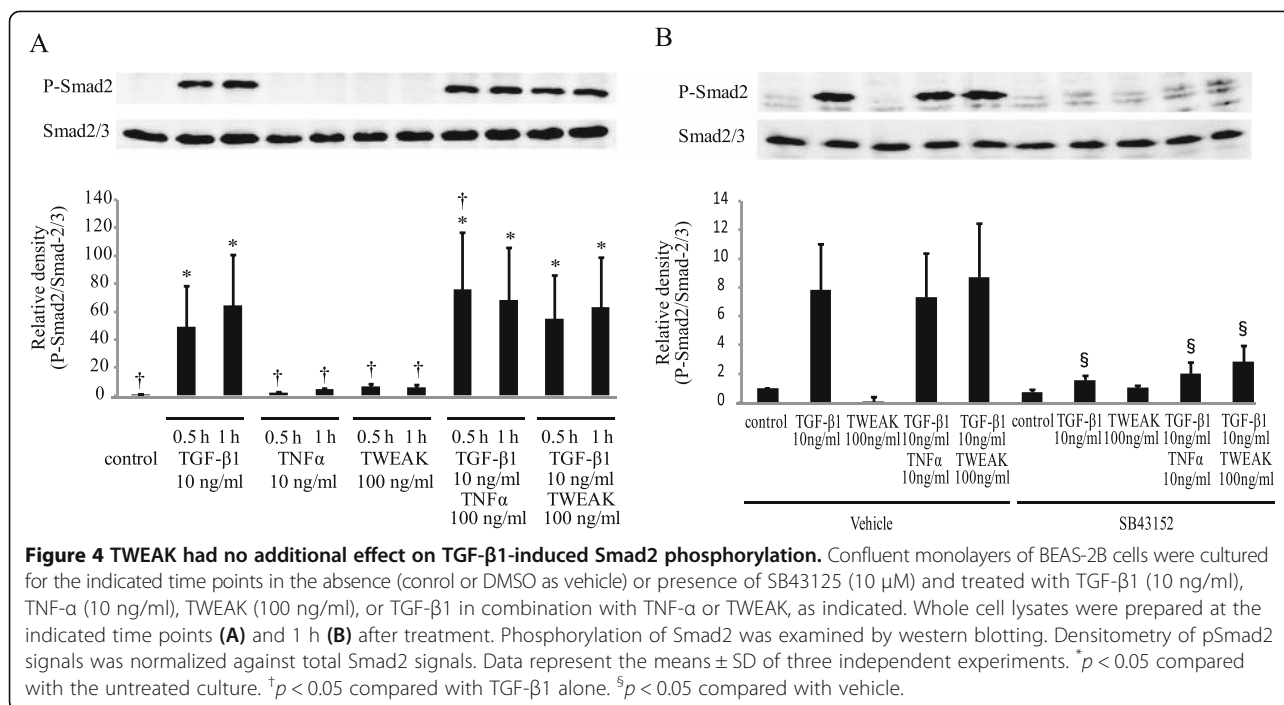 A
P-Smad2
Smad2/3
Relative density
(P-Smad2/Smad-2/3)
140
120
100
80
60
40
20
0
†
*
*
†
†
†
†
†
*
*
*
*
control
0.5 h 1 h
TGF-β1
10 ng/ml
0.5 h 1 h
TNFα
10 ng/ml
0.5 h 1 h
TWEAK
100 ng/ml
0.5 h 1 h
TGF-β1
10 ng/ml
TNFα
100 ng/ml
0.5 h 1 h
TGF-β1
10 ng/ml
TWEAK
100 ng/ml
B
P-Smad2
Smad2/3
Relative density
(P-Smad2/Smad-2/3)
14
12
10
8
6
4
2
0
§
§
§
control
TGF-β1
10ng/ml
TWEAK
100ng/ml
TGF-β1
10ng/ml
TNFα
10ng/ml
TGF-β1
10ng/ml
TWEAK
100ng/ml
control
TGF-β1
10ng/ml
TWEAK
100ng/ml
TGF-β1
10ng/ml
TNFα
10ng/ml
TGF-β1
10ng/ml
TWEAK
100ng/ml
Vehicle
SB43152
Figure 4 TWEAK had no additional effect on TGF-β1-induced Smad2 phosphorylation. Confluent monolayers of BEAS-2B cells were cultured
for the indicated time points in the absence (conrol or DMSO as vehicle) or presence of SB43125 (10 μM) and treated with TGF-β1 (10 ng/ml),
TNF-α (10 ng/ml), TWEAK (100 ng/ml), or TGF-β1 in combination with TNF-α or TWEAK, as indicated. Whole cell lysates were prepared at the
indicated time points (A) and 1 h (B) after treatment. Phosphorylation of Smad2 was examined by western blotting. Densitometry of pSmad2
signals was normalized against total Smad2 signals. Data represent the means ± SD of three independent experiments. *p < 0.05 compared
with the untreated culture. †p < 0.05 compared with TGF-β1 alone. §p < 0.05 compared with vehicle.